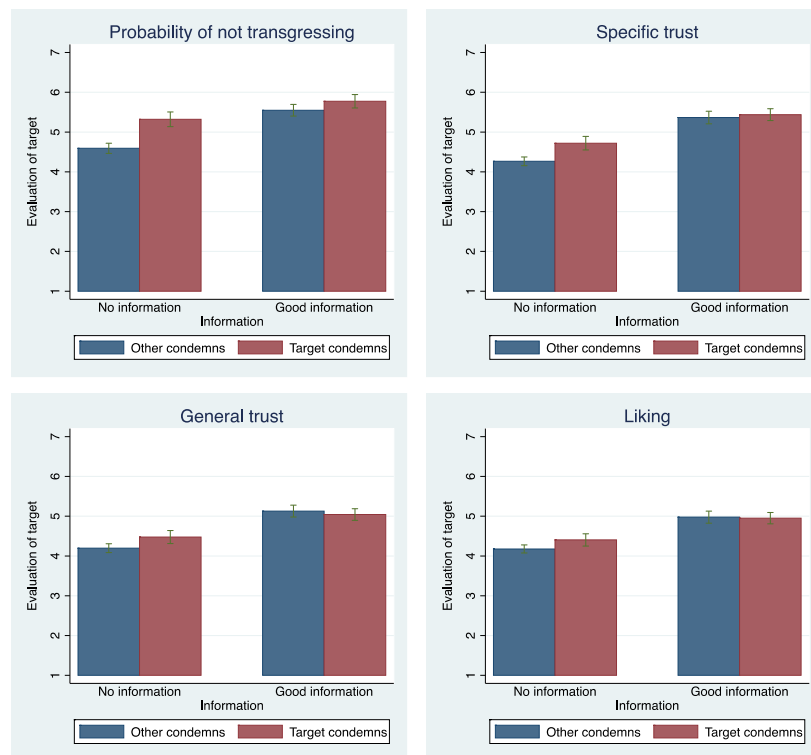 Probability of not transgressing
Evaluation of target
7
6
5
4
3
2
1
No information
Good information
Information
Other condemns
Target condemns
Specific trust
Evaluation of target
7
6
5
4
3
2
1
No information
Good information
Information
Other condemns
Target condemns
General trust
Evaluation of target
7
6
5
4
3
2
1
No information
Good information
Information
Other condemns
Target condemns
Liking
Evaluation of target
7
6
5
4
3
2
1
No information
Good information
Information
Other condemns
Target condemns